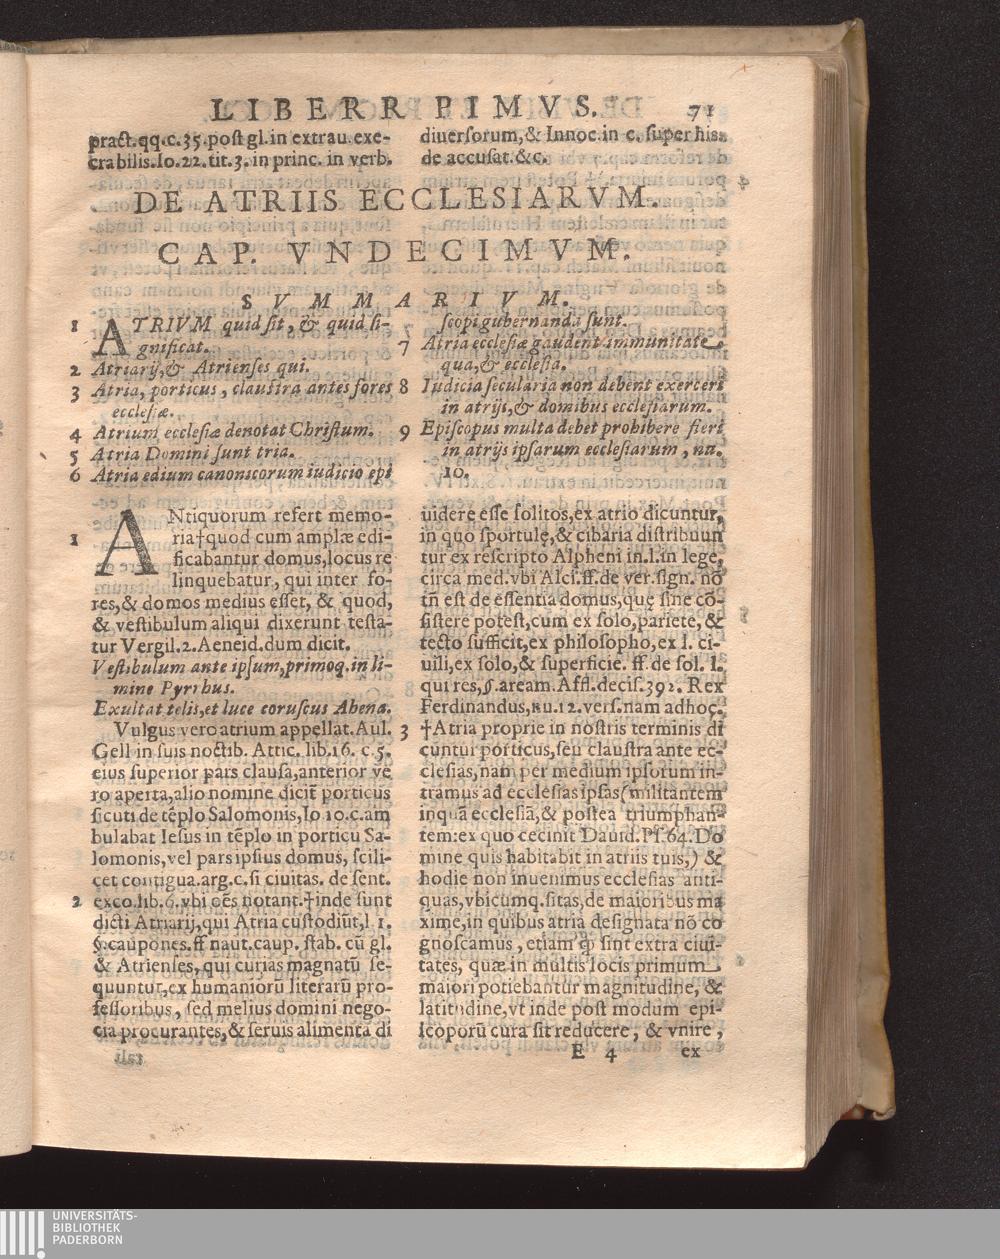 LIBERR PIMVS. 71
pract. qq. c. 35. post gl. in extrau. exe-
crabilis. Io. 22. tit. 3. in princ. in verb.
diuersorum, & Innoc. in c. super his.
de accusat. &c.
DE ATRIIS ECCLESIARVM.
CAP. VNDECIMVM.
SVMMARIVM.
1 ATRIVM quid sit, & quid si-
gnificat.
2 Atriarij, & Atrienses qui.
3 Atria, porticus, claustra antes fores
ecclesiæ.
4 Atrium ecclesiæ denotat Christum.
5 Atria Domini sunt tria.
6 Atria edium canonicorum iudicio epi
scopi gubernanda sunt.
7 Atria ecclesiæ gaudent immunitate
qua, & ecclesia.
8 Iudicia secularia non debent exerceri
in atrijs, & domibus ecclesiarum.
9 Episcopus multa debet prohibere fieri
in atrijs ipsarum ecclesiarum, nu.
10.
ANtiquorum refert memo-
1 ria†quod cum amplæ edi-
ficabantur domus, locus re
linquebatur, qui inter fo-
res, & domos medius esset, & quod,
& vestibulum aliqui dixerunt testa-
tur Vergil. 2. Aeneid. dum dicit.
Vestibulum ante ipsum, primoq. in li-
mine Pyrrhus.
Exultat telis, et luce coruscus Ahena.
Vulgus vero atrium appellat. Aul.
Gell in suis noctib. Attic. lib. 16. c. 5.
eius superior pars clausa, anterior ve
ro aperta, alio nomine dicit̃ porticus
sicuti de tẽplo Salomonis, Io 10. c. am
bulabat Iesus in tẽplo in porticu Sa-
lomonis, vel pars ipsius domus, scili-
cet contigua. arg. c. si ciuitas. de sent.
2 exco. lib. 6. vbi oẽs notant. †inde sunt
dicti Atriarij, qui Atria custodiũt, l 1.
§. caupones. ff naut. caup. stab. cũ gl.
& Atrienses, qui curias magnatũ se-
quuntur, ex humaniorũ literarũ pro-
fessoribus, sed melius domini nego-
cia procurantes, & seruis alimenta di
uidere esse solitos, ex atrio dicuntur,
in quo sportulę, & cibaria distribuun
tur ex rescripto Alpheni in. l. in lege,
circa med. vbi Alci. ff. de ver. sign. nõ
tñ est de essentia domus, quę sine cõ-
sistere potest, cum ex solo, pariete, &
tecto sufficit, ex philosopho, ex l. ci-
uili, ex solo, & superficie. ff. de sol. l.
qui res, §. aream. Affl. decis. 392. Rex
Ferdinandus, nu. 12. vers. nam adhoc.
3 †Atria proprie in nostris terminis di
cuntur porticus, seu claustra ante ec-
clesias, nam per medium ipsorum in-
tramus ad ecclesias ipsas (militantem
inquã ecclesiã, & postea triumphan-
tem: ex quo cecinit Dauid. Ps. 64. Do
mine quis habitabit in atriis tuis,) &
hodie non inuenimus ecclesias anti-
quas, vbicumq. sitas, de maioribus ma
xime, in quibus atria designata nõ co
gnoscamus, etiam ꝙ sint extra ciui-
tates, quæ in multis locis primum
maiori potiebantur magnitudine, &
latitudine, vt inde post modum epi-
scoporũ cura sit reducere, & vnire,
E 4 ex
UNIVERSITÄTS-
BIBLIOTHEK
PADERBORN